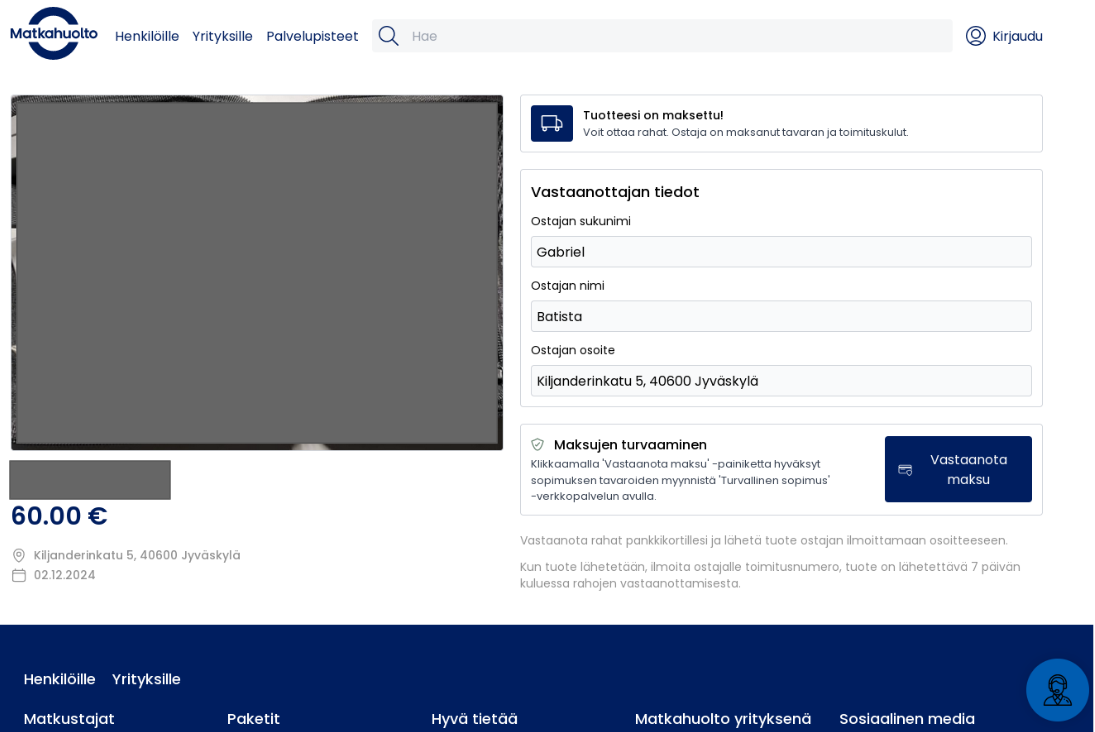 Matkahuolto
Henkilöille Yrityksille Palvelupisteet Hae Kirjaudu
Tuotteesi on maksettu!
Voit ottaa rahat. Ostaja on maksanut tavaran ja toimituskulut.
Vastaanottajan tiedot
Ostajan sukunimi
Gabriel
Ostajan nimi
Batista
Ostajan osoite
Kiljanderinkatu 5, 40600 Jyväskylä
Maksujen turvaaminen
Klikkaamalla 'Vastaanota maksu' -painiketta hyväksyt
sopimuksen tavaroiden myynnistä 'Turvallinen sopimus'
-verkkopalvelun avulla.
Vastaanota
maksu
Vastaanota rahat pankkikortillesi ja lähetä tuote ostajan ilmoittamaan osoitteeseen.
Kun tuote lähetetään, ilmoita ostajalle toimitusnumero, tuote on lähetettävä 7 päivän
kuluessa rahojen vastaanottamisesta.
60.00 €
Kiljanderinkatu 5, 40600 Jyväskylä
02.12.2024
Henkilöille Yrityksille
Matkustajat Paketit Hyvä tietää Matkahuolto yrityksenä Sosiaalinen media